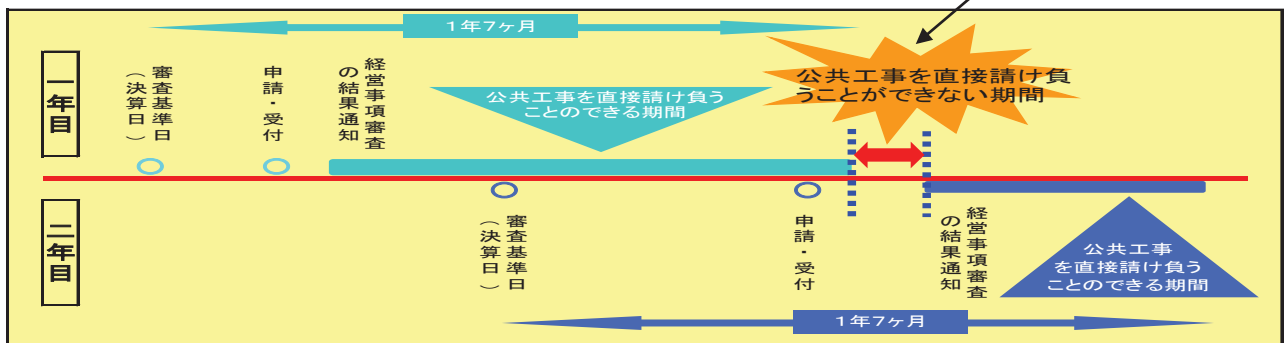 1年7ヶ月
一年目
審査基準日
（決算日）
申請・受付
経営事項審査
の結果通知
公共工事を直接請け負う
ことのできる期間
公共工事を直接請け負
うことができない期間
二年目
審査基準日
（決算日）
申請・受付
経営事項審査
の結果通知
公共工事
を直接請け負う
ことのできる期間
1年7ヶ月